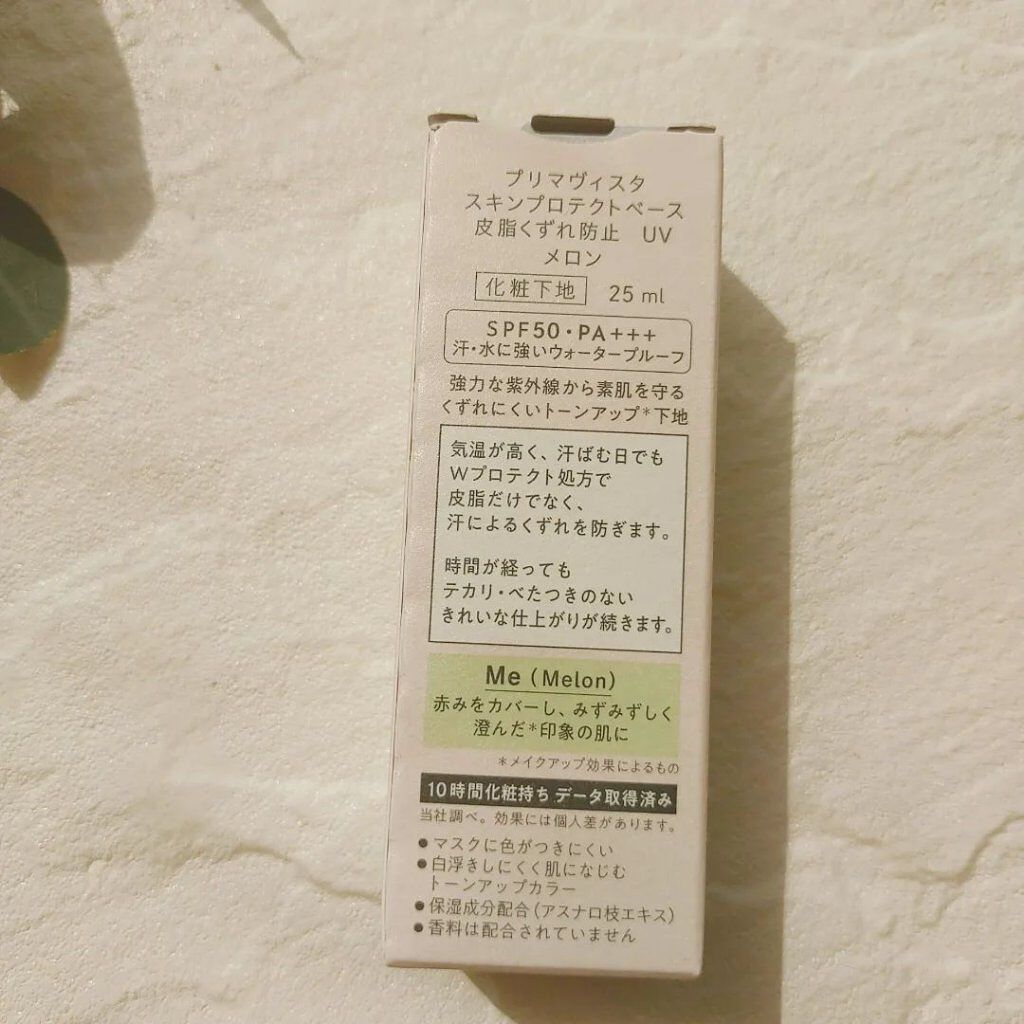 プリマヴィスタ
スキンプロテクトベース
皮脂くずれ防止 UV
メロン
化粧下地 25 ml
SPF50・PA+++
汗・水に強いウォータープルーフ
強力な紫外線から素肌を守る
くずれにくいトーンアップ*下地
気温が高く、汗ばむ日でも
Wプロテクト処方で
皮脂だけでなく、
汗によるくずれを防ぎます。
時間が経っても
テカリ・べたつきのない
きれいな仕上がりが続きます。
Me (Melon)
赤みをカバーし、みずみずしく
澄んだ*印象の肌に
*メイクアップ効果によるもの
10時間化粧持ち データ取得済み
当社調べ。効果には個人差があります。
●マスクに色がつきにくい
●白浮きしにくく肌になじむ
トーンアップカラー
●保湿成分配合(アスナロ枝エキス)
●香料は配合されていません